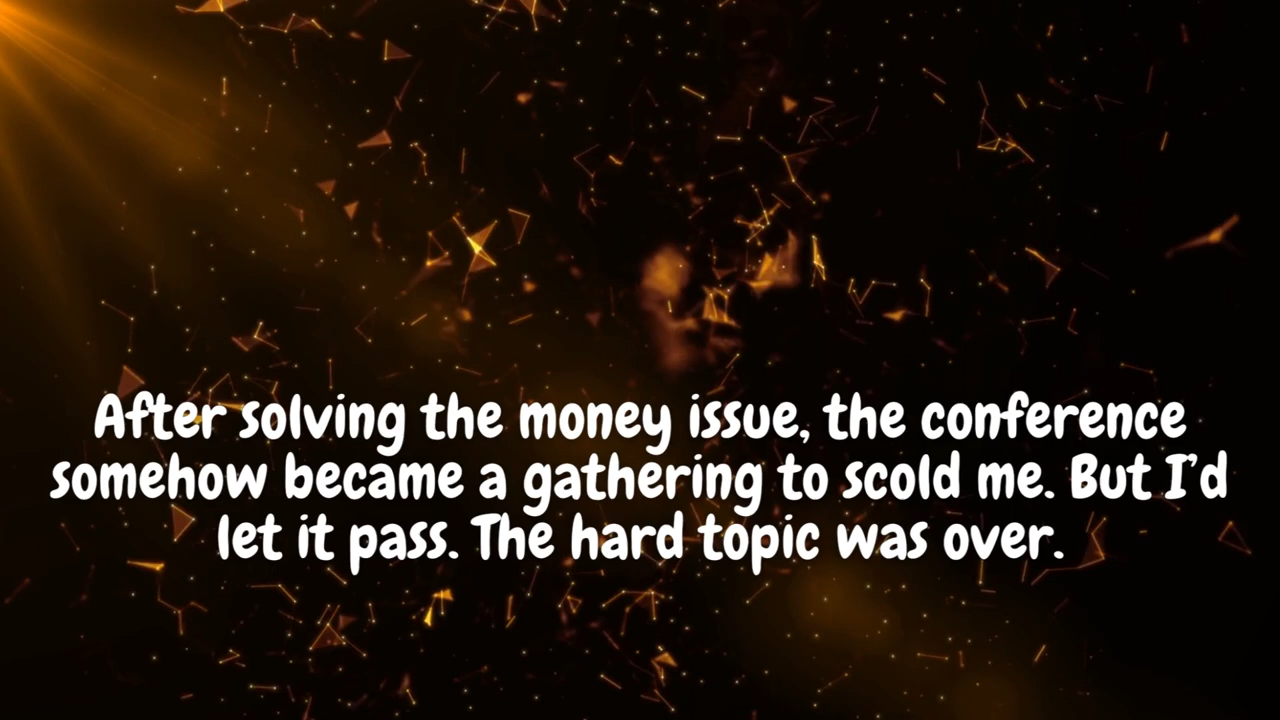 After solving the money issue, the conference
somehow became a gathering to scold me. But I’d
let it pass. The hard topic was over.